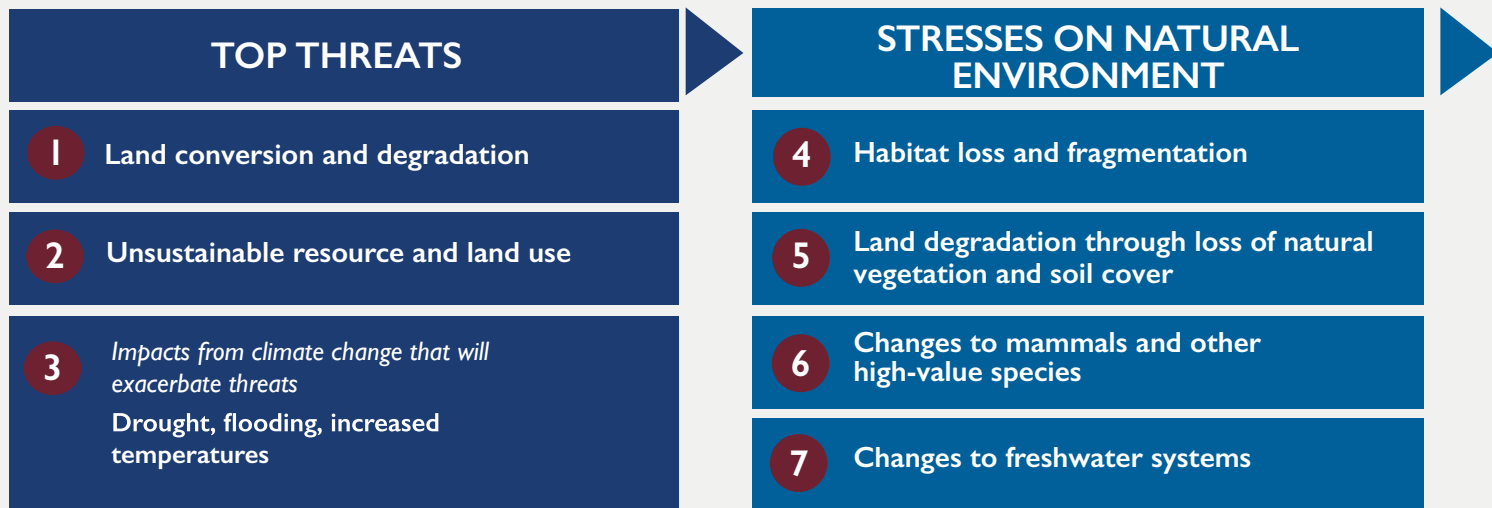 TOP THREATS
1 Land conversion and degradation
2 Unsustainable resource and land use
3 Impacts from climate change that will
exacerbate threats
Drought, flooding, increased
temperatures
STRESSES ON NATURAL
ENVIRONMENT
4 Habitat loss and fragmentation
5 Land degradation through loss of natural
vegetation and soil cover
6 Changes to mammals and other
high-value species
7 Changes to freshwater systems